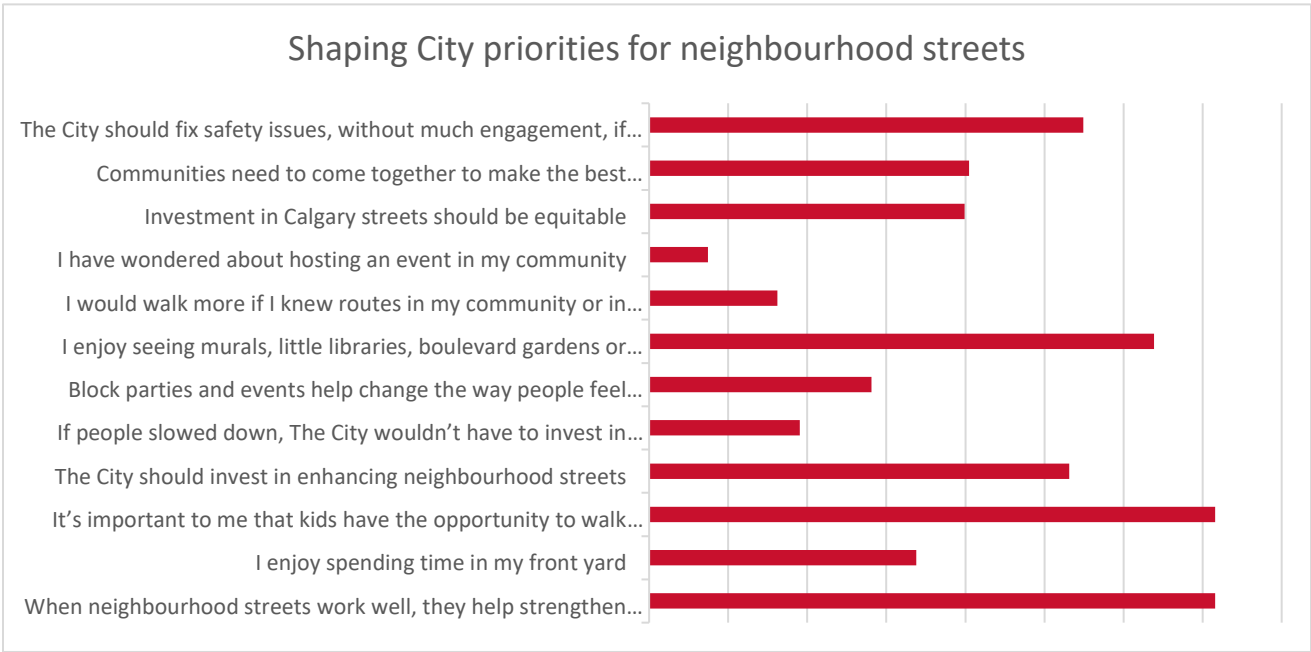 Shaping City priorities for neighbourhood streets
The City should fix safety issues, without much engagement, if…
Communities need to come together to make the best…
Investment in Calgary streets should be equitable
I have wondered about hosting an event in my community
I would walk more if I knew routes in my community or in…
I enjoy seeing murals, little libraries, boulevard gardens or…
Block parties and events help change the way people feel…
If people slowed down, The City wouldn’t have to invest in…
The City should invest in enhancing neighbourhood streets
It’s important to me that kids have the opportunity to walk…
I enjoy spending time in my front yard
When neighbourhood streets work well, they help strengthen…